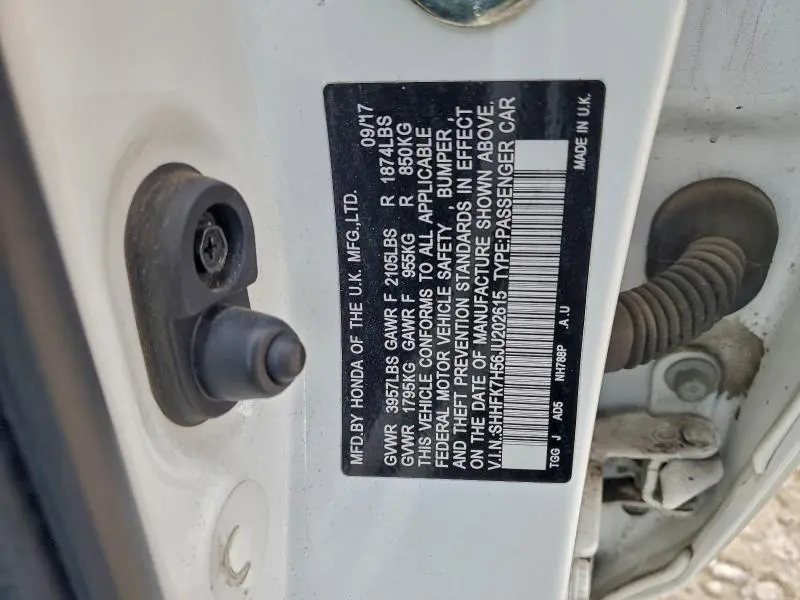 MFD.BY HONDA OF THE U.K. MFG.,LTD. 09/17
GVWR 3957LBS GAWR F 2105LBS R 1874LBS
GVWR 1795KG GAWR F 955KG R 850KG
THIS VEHICLE CONFORMS TO ALL APPLICABLE
FEDERAL MOTOR VEHICLE SAFETY , BUMPER ,
AND THEFT PREVENTION STANDARDS IN EFFECT
ON THE DATE OF MANUFACTURE SHOWN ABOVE.
V.I.N.:SHHFK7H56JU202615 TYPE:PASSENGER CAR
TGG J AD5 NH788P .A.U MADE IN U.K.